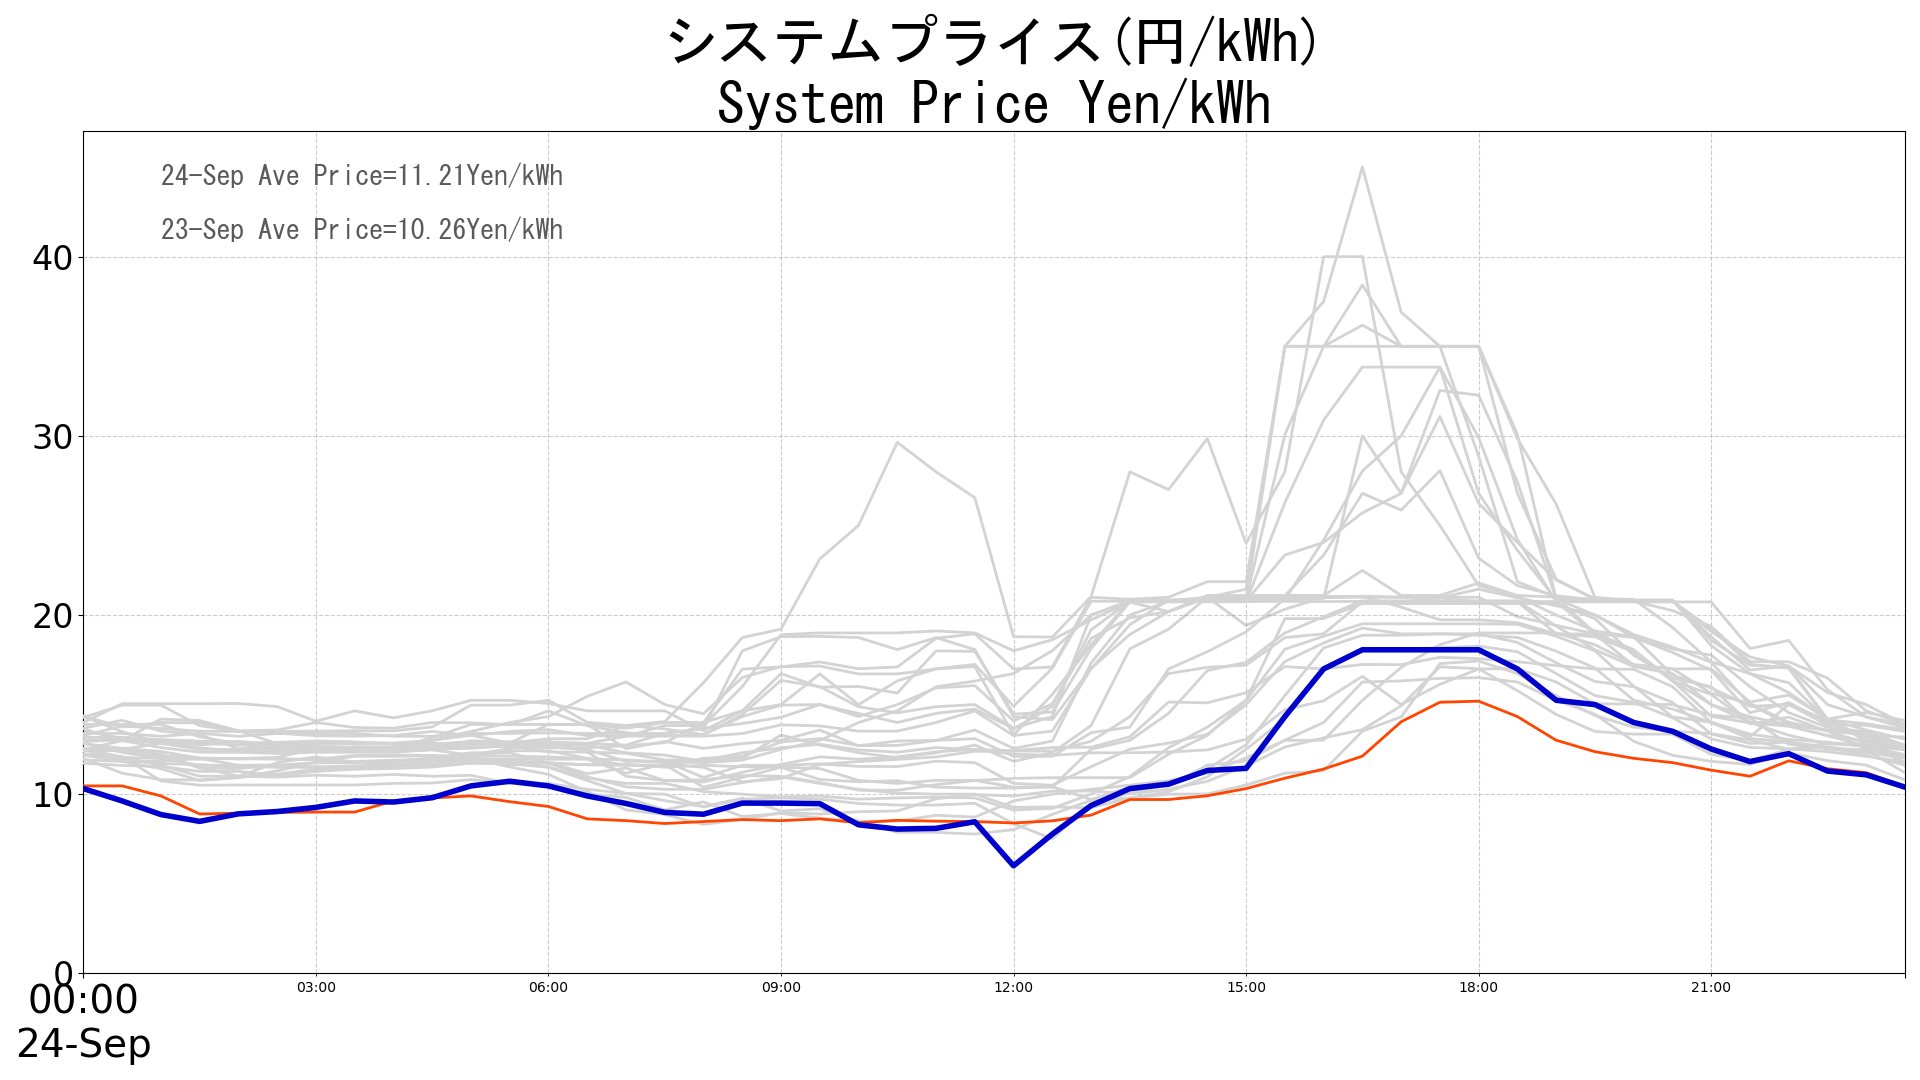 システムプライス(円/kWh)
System Price Yen/kWh
24-Sep Ave Price=11.21Yen/kWh
23-Sep Ave Price=10.26Yen/kWh
40
30
20
10
0
00:00 03:00 06:00 09:00 12:00 15:00 18:00 21:00
24-Sep